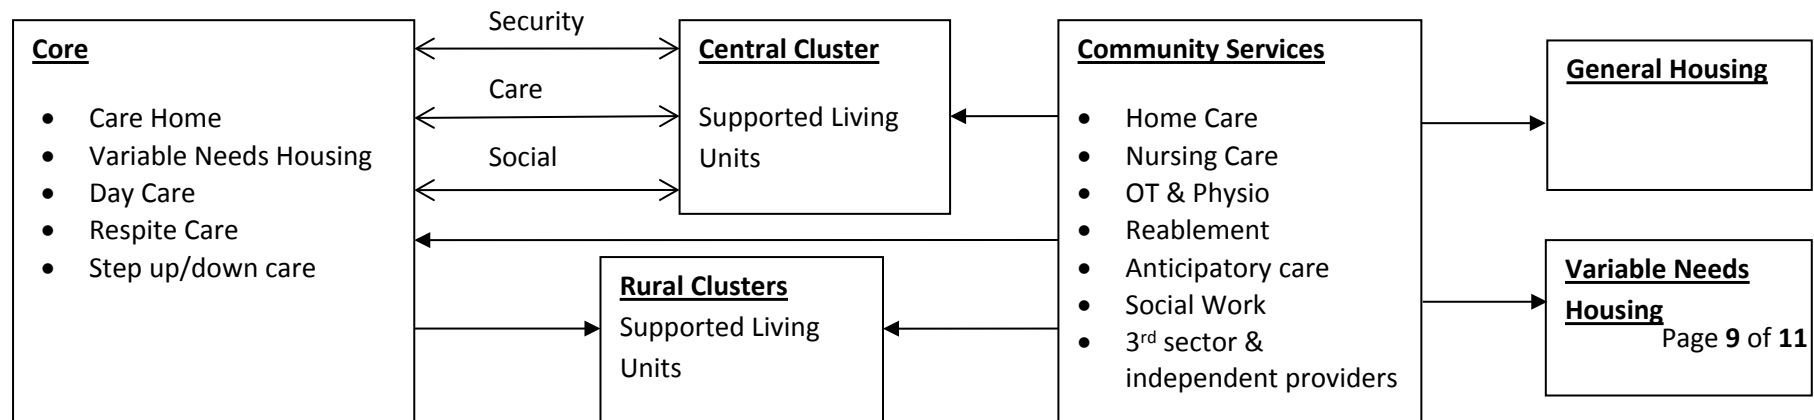 Core
• Care Home
• Variable Needs Housing
• Day Care
• Respite Care
• Step up/down care
Security
Care
Social
Central Cluster
Supported Living
Units
Rural Clusters
Supported Living
Units
Community Services
• Home Care
• Nursing Care
• OT & Physio
• Reablement
• Anticipatory care
• Social Work
• 3rd sector &
independent providers
General Housing
Variable Needs
Housing
Page 9 of 11